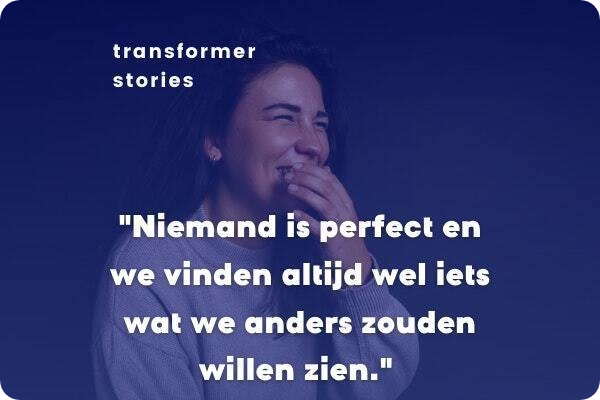 transformer
stories
"Niemand is perfect en
we vinden altijd wel iets
wat we anders zouden
willen zien."